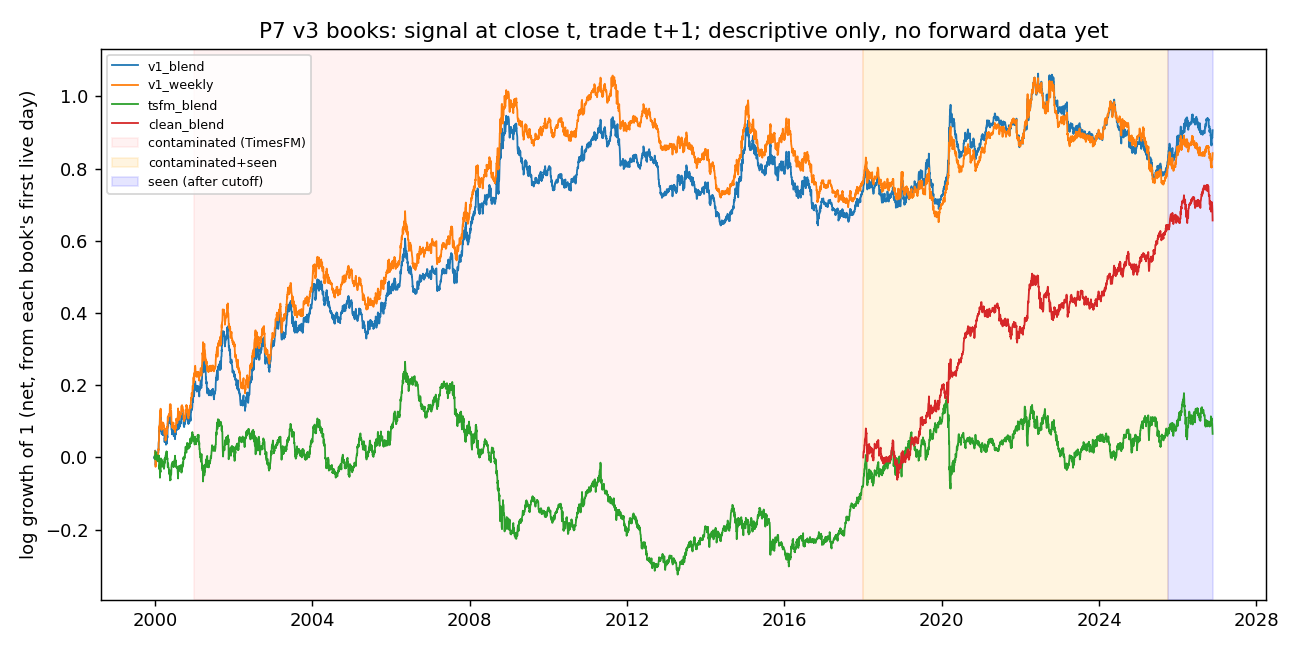 P7 v3 books: signal at close t, trade t+1; descriptive only, no forward data yet
v1_blend
v1_weekly
tsfm_blend
clean_blend
contaminated (TimesFM)
contaminated+seen
seen (after cutoff)
log growth of 1 (net, from each book's first live day)
1.0
0.8
0.6
0.4
0.2
0.0
−0.2
2000
2004
2008
2012
2016
2020
2024
2028